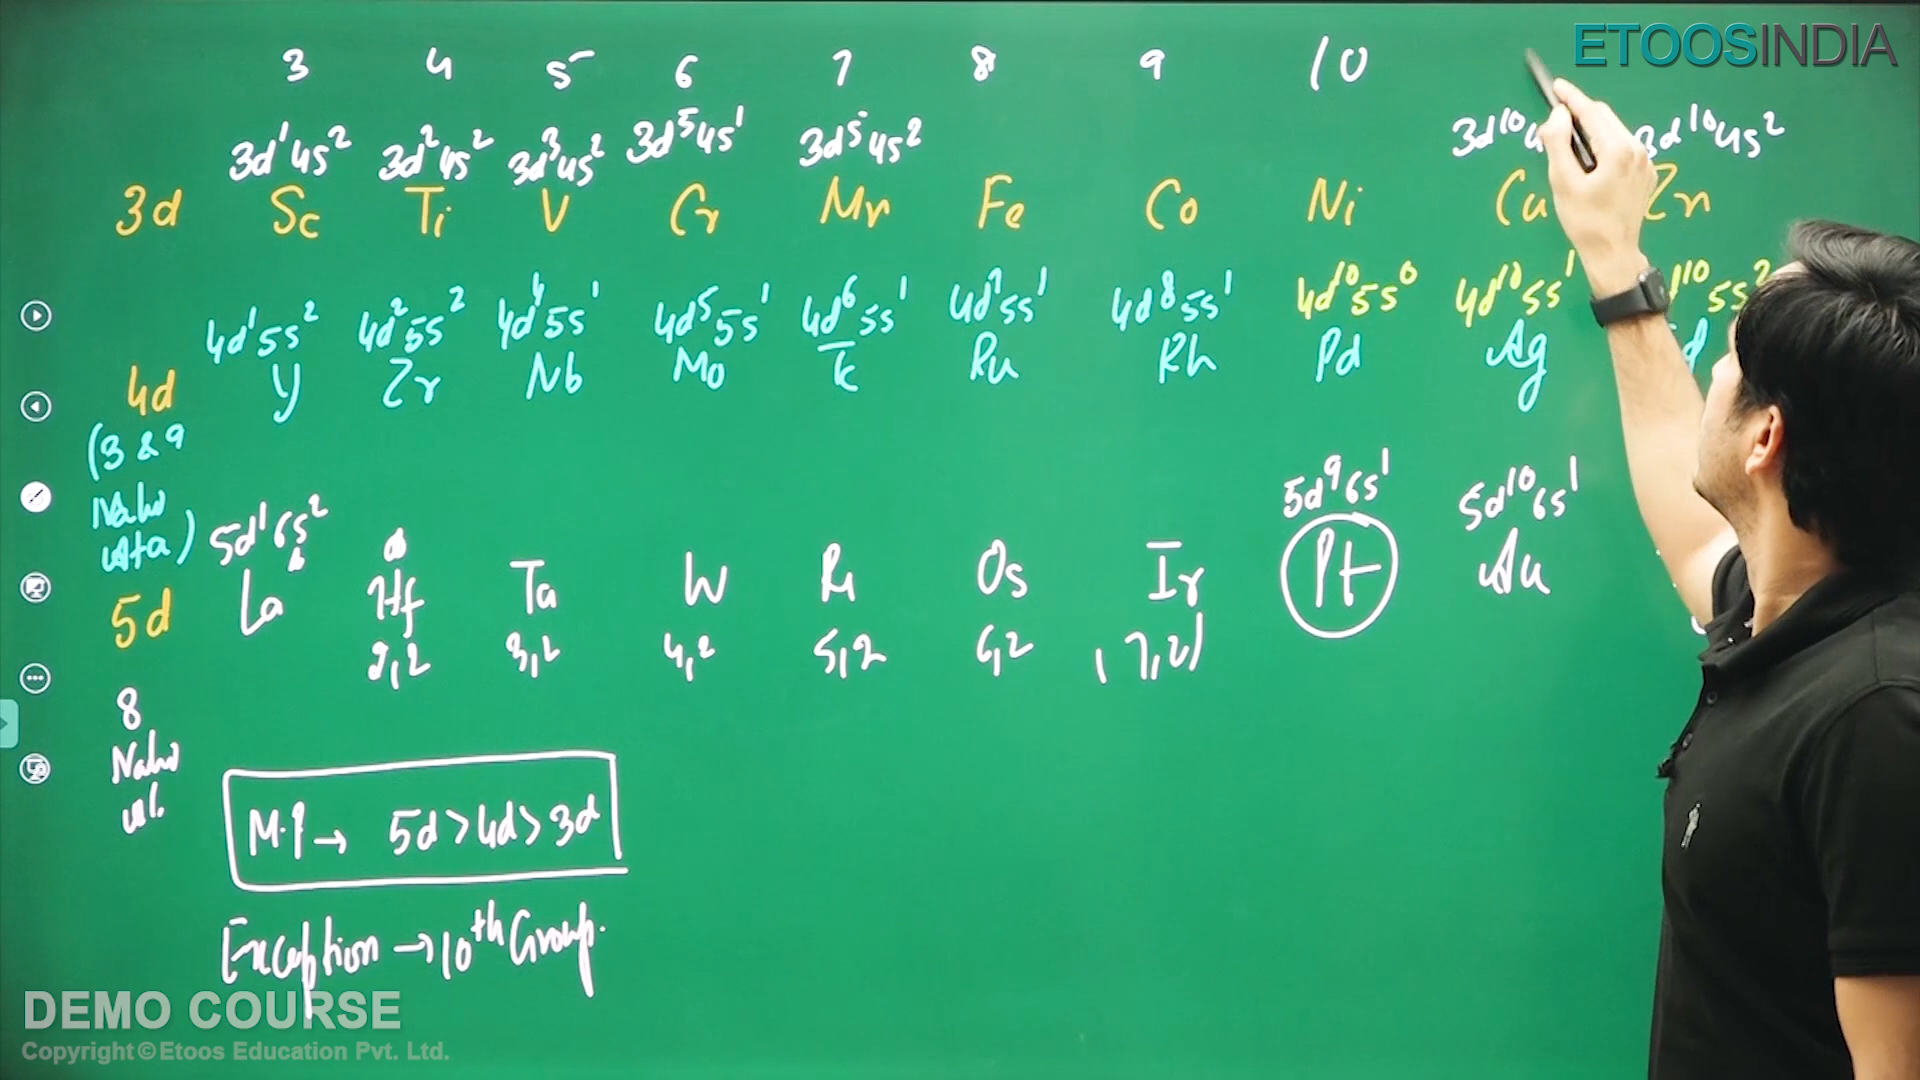 ETOOSINDIA
3 4 5 6 7 8 9 10
3d¹4s² 3d²4s² 3d³4s² 3d⁵4s¹ 3d⁵4s² 3d¹⁰4 3d¹⁰4s²
3d Sc Ti V Cr Mn Fe Co Ni Cu Zn
4d¹5s² 4d²5s² 4d⁴5s¹ 4d⁵5s¹ 4d⁶5s¹ 4d⁷5s¹ 4d⁸5s¹ 4d¹⁰5s⁰ 4d¹⁰5s¹ d¹⁰5s²
4d Y Zr Nb Mo Tc Ru Rh Pd Ag d
(3 & 9
Nahi
)
5d¹6s² 5d⁹6s¹ 5d¹⁰6s¹
5d La Hf Ta W R Os Ir Pt Au
2,2 3,2 4,2 5,2 6,2 (7,2)
8
Nahi
M.P → 5d > 4d > 3d
Exception → 10th Group.
DEMO COURSE
Copyright © Etoos Education Pvt. Ltd.